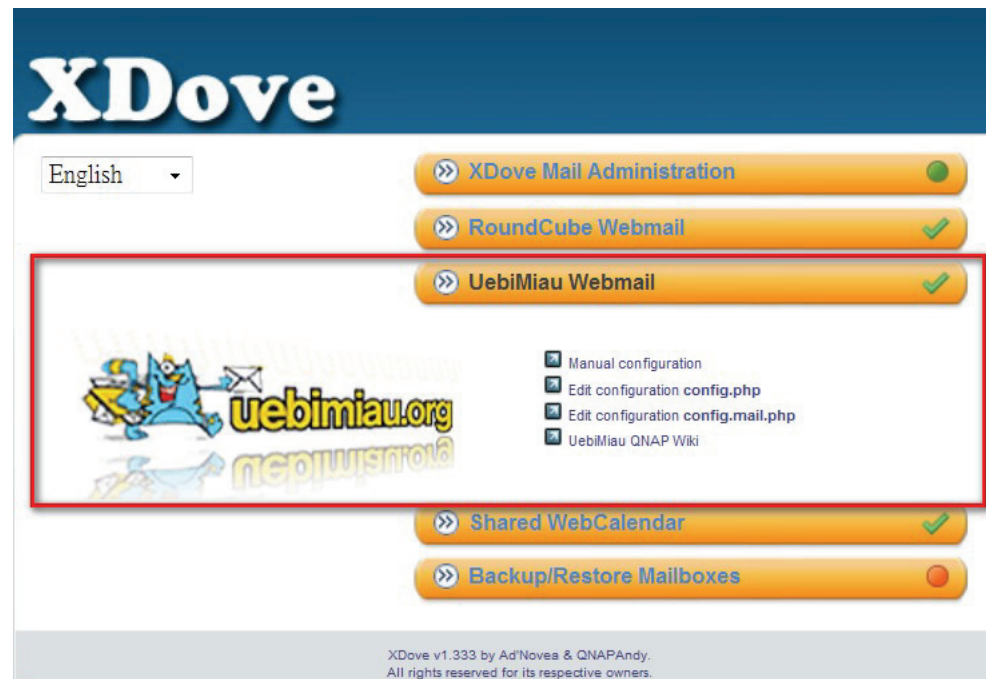 XDove
English
XDove Mail Administration
RoundCube Webmail
UebiMiau Webmail
uebimiau.org
Manual configuration
Edit configuration config.php
Edit configuration config.mail.php
UebiMiau QNAP Wiki
Shared WebCalendar
Backup/Restore Mailboxes
XDove v1.333 by Ad'Novea & QNAPAndy.
All rights reserved for its respective owners.